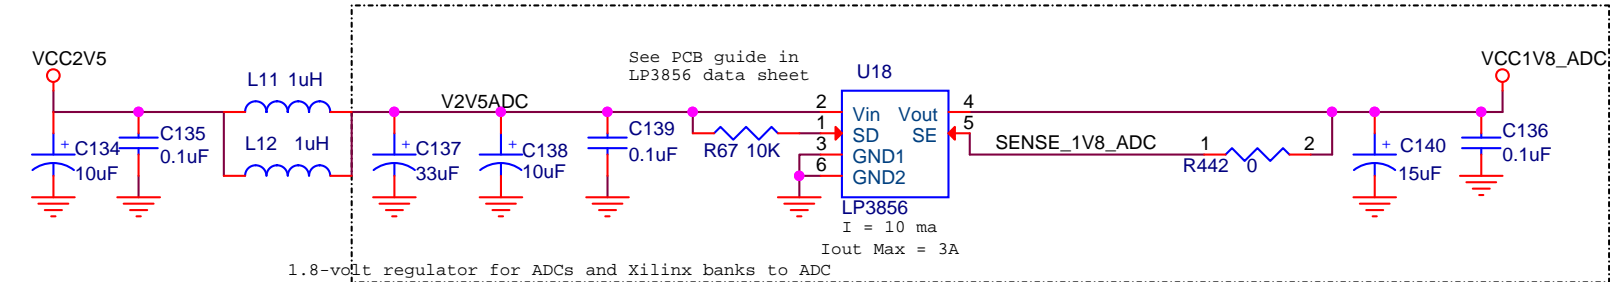 VCC2V5
See PCB guide in
LP3856 data sheet
U18
VCC1V8_ADC
L11 1uH
V2V5ADC
2 Vin Vout 4
1 SD SE 5
3 GND1
6 GND2
LP3856
I = 10 ma
Iout Max = 3A
+ C134
10uF
C135
0.1uF
L12 1uH
+ C137
33uF
+ C138
10uF
C139
0.1uF
R67 10K
SENSE_1V8_ADC
1 2
R442 0
+ C140
15uF
C136
0.1uF
1.8-volt regulator for ADCs and Xilinx banks to ADC